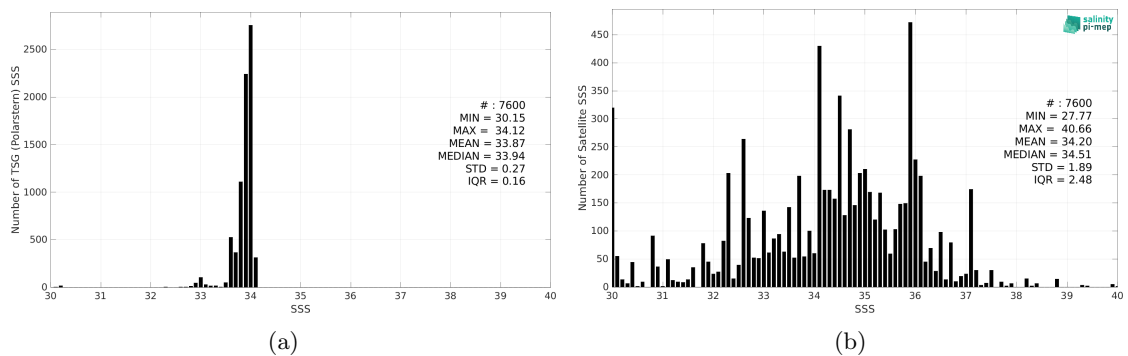 Number of TSG (Polarstern) SSS
2500
2000
1500
1000
500
0
# : 7600
MIN = 30.15
MAX = 34.12
MEAN = 33.87
MEDIAN = 33.94
STD = 0.27
IQR = 0.16
30 31 32 33 34 35 36 37 38 39 40
SSS
(a)
salinity
pi-mep
Number of Satellite SSS
450
400
350
300
250
200
150
100
50
0
# : 7600
MIN = 27.77
MAX = 40.66
MEAN = 34.20
MEDIAN = 34.51
STD = 1.89
IQR = 2.48
30 31 32 33 34 35 36 37 38 39 40
SSS
(b)